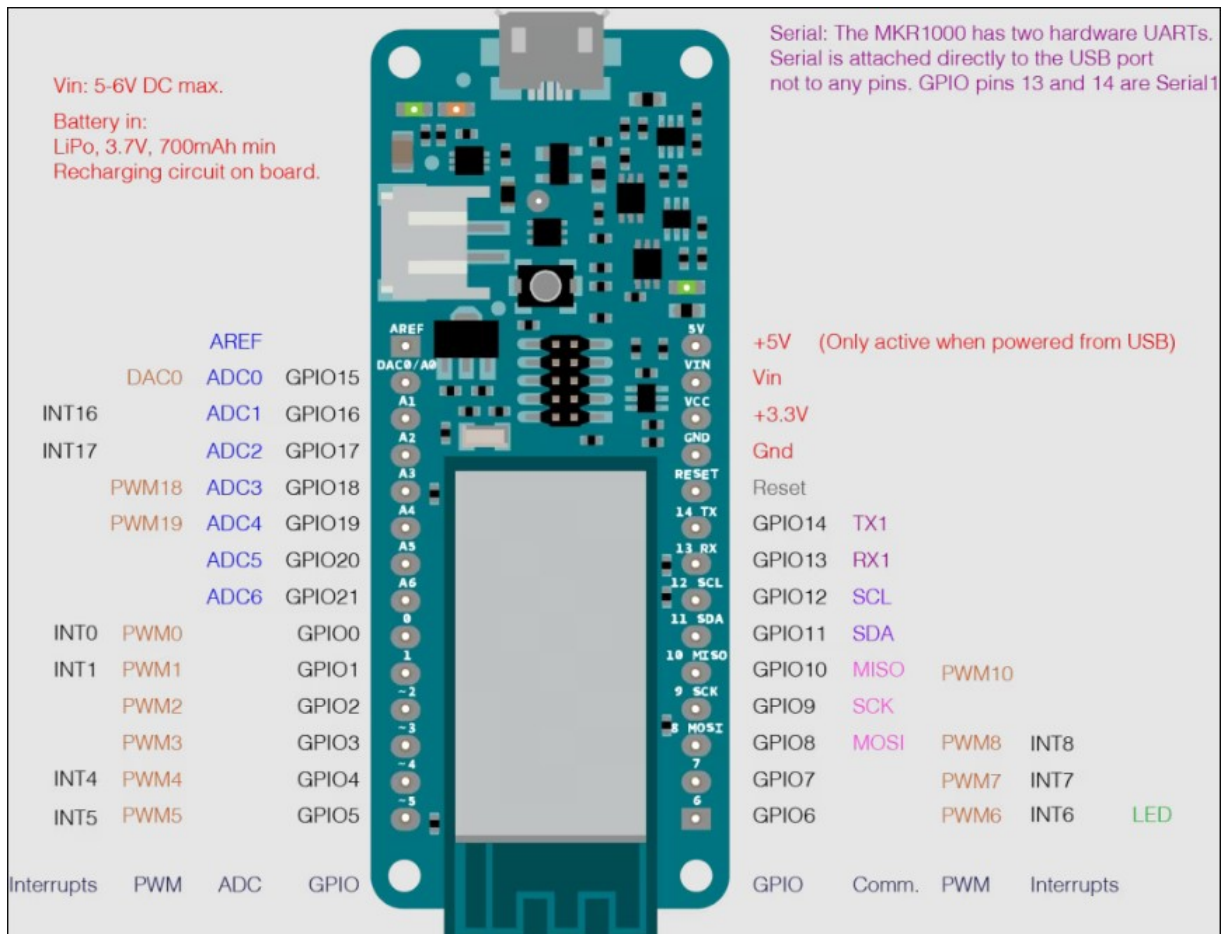 Serial: The MKR1000 has two hardware UARTs.
Serial is attached directly to the USB port
not to any pins. GPIO pins 13 and 14 are Serial1
Vin: 5-6V DC max.
Battery in:
LiPo, 3.7V, 700mAh min
Recharging circuit on board.
AREF AREF 5V +5V (Only active when powered from USB)
DAC0 ADC0 GPIO15 DAC0/A0 VIN Vin
INT16 ADC1 GPIO16 A1 VCC +3.3V
INT17 ADC2 GPIO17 A2 GND Gnd
PWM18 ADC3 GPIO18 A3 RESET Reset
PWM19 ADC4 GPIO19 A4 14 TX GPIO14 TX1
ADC5 GPIO20 A5 13 RX GPIO13 RX1
ADC6 GPIO21 A6 12 SCL GPIO12 SCL
INT0 PWM0 GPIO0 0 11 SDA GPIO11 SDA
INT1 PWM1 GPIO1 1 10 MISO GPIO10 MISO PWM10
PWM2 GPIO2 ~2 9 SCK GPIO9 SCK
PWM3 GPIO3 ~3 8 MOSI GPIO8 MOSI PWM8 INT8
INT4 PWM4 GPIO4 ~4 7 GPIO7 PWM7 INT7
INT5 PWM5 GPIO5 ~5 6 GPIO6 PWM6 INT6 LED
Interrupts PWM ADC GPIO GPIO Comm. PWM Interrupts